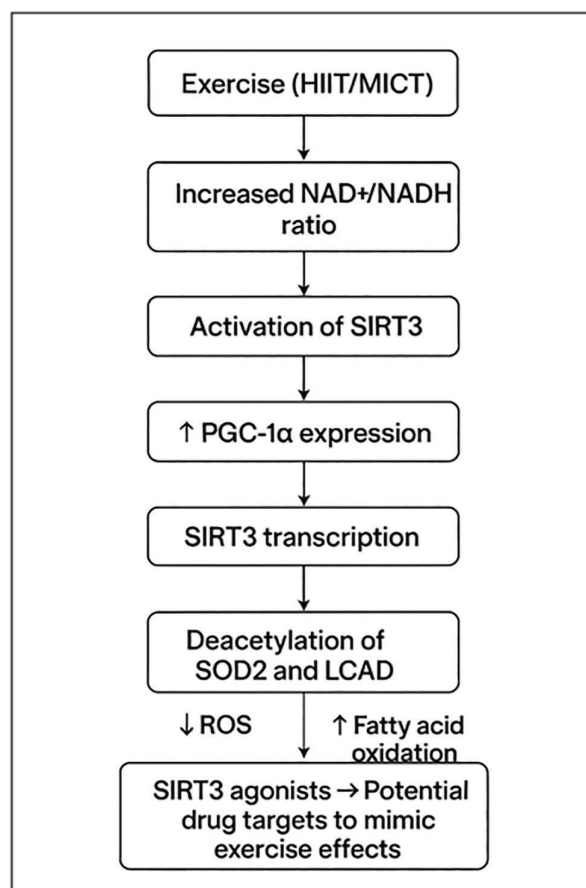 Exercise (HIIT/MICT)
Increased NAD+/NADH
ratio
Activation of SIRT3
↑ PGC-1α expression
SIRT3 transcription
Deacetylation of
SOD2 and LCAD
↓ ROS
↑ Fatty acid
oxidation
SIRT3 agonists → Potential
drug targets to mimic
exercise effects